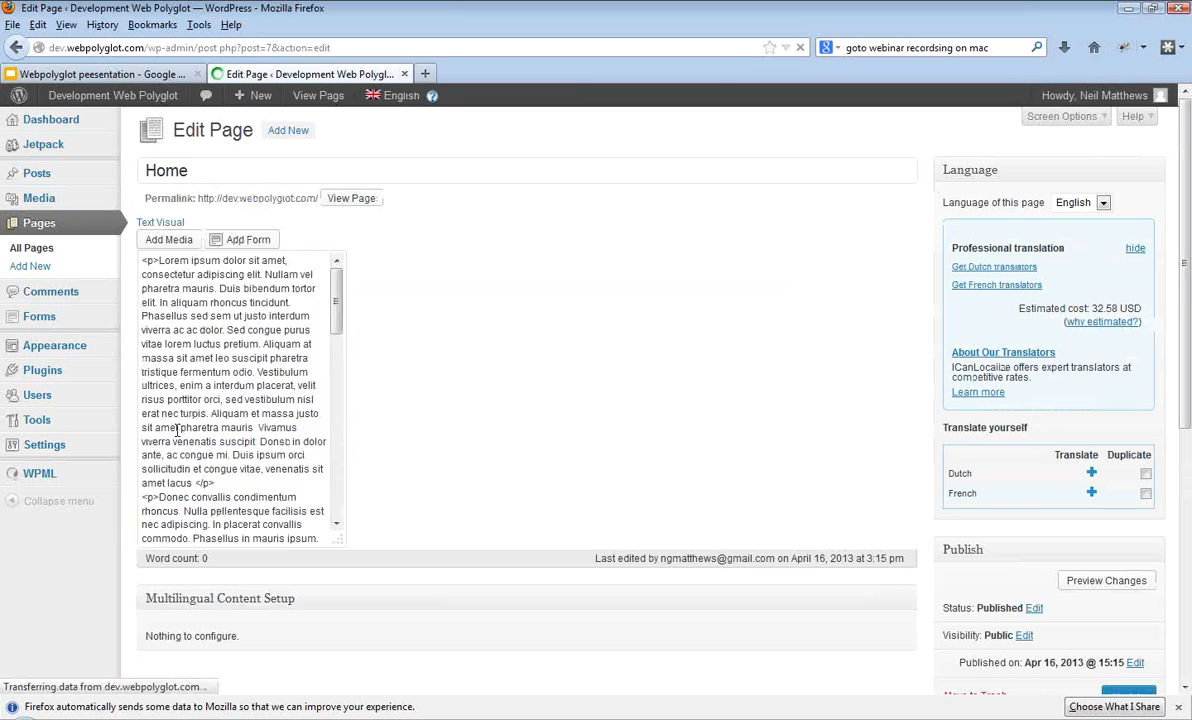 Edit Page ‹ Development Web Polyglot — WordPress - Mozilla Firefox
File Edit View History Bookmarks Tools Help
dev.webpolyglot.com/wp-admin/post.php?post=7&action=edit
goto webinar recordsing on mac
Webpolyglot peesentation - Google ...
Edit Page ‹ Development Web Polygl...
Development Web Polyglot
New
View Pages
English
Howdy, Neil Matthews
Dashboard
Jetpack
Posts
Media
Pages
All Pages
Add New
Comments
Forms
Appearance
Plugins
Users
Tools
Settings
WPML
Collapse menu
Edit Page
Add New
Screen Options
Help
Home
Permalink: http://dev.webpolyglot.com/
View Page
Text Visual
Add Media
Add Form
<p>Lorem ipsum dolor sit amet,
consectetur adipiscing elit. Nullam vel
pharetra mauris. Duis bibendum tortor
elit. In aliquam rhoncus tincidunt.
Phasellus sed sem ut justo interdum
viverra ac ac dolor. Sed congue purus
vitae lorem luctus pretium. Aliquam at
massa sit amet leo suscipit pharetra
tristique fermentum odio. Vestibulum
ultrices, enim a interdum placerat, velit
risus porttitor orci, sed vestibulum nisl
erat nec turpis. Aliquam et massa justo
sit amet pharetra mauris. Vivamus
viverra venenatis suscipit. Donec in dolor
ante, ac congue mi. Duis ipsum orci
sollicitudin et congue vitae, venenatis sit
amet lacus </p>
<p>Donec convallis condimentum
rhoncus. Nulla pellentesque facilisis est
nec adipiscing. In placerat convallis
commodo. Phasellus in mauris ipsum.
Word count: 0
Last edited by ngmatthews@gmail.com on April 16, 2013 at 3:15 pm
Multilingual Content Setup
Nothing to configure.
Language
Language of this page English
Professional translation hide
Get Dutch translators
Get French translators
Estimated cost: 32.58 USD
(why estimated?)
About Our Translators
ICanLocalize offers expert translators at
competitive rates.
Learn more
Translate yourself
Translate Duplicate
Dutch
French
Publish
Preview Changes
Status: Published Edit
Visibility: Public Edit
Published on: Apr 16, 2013 @ 15:15 Edit
Move to Trash
Transferring data from dev.webpolyglot.com...
Firefox automatically sends some data to Mozilla so that we can improve your experience.
Choose What I Share